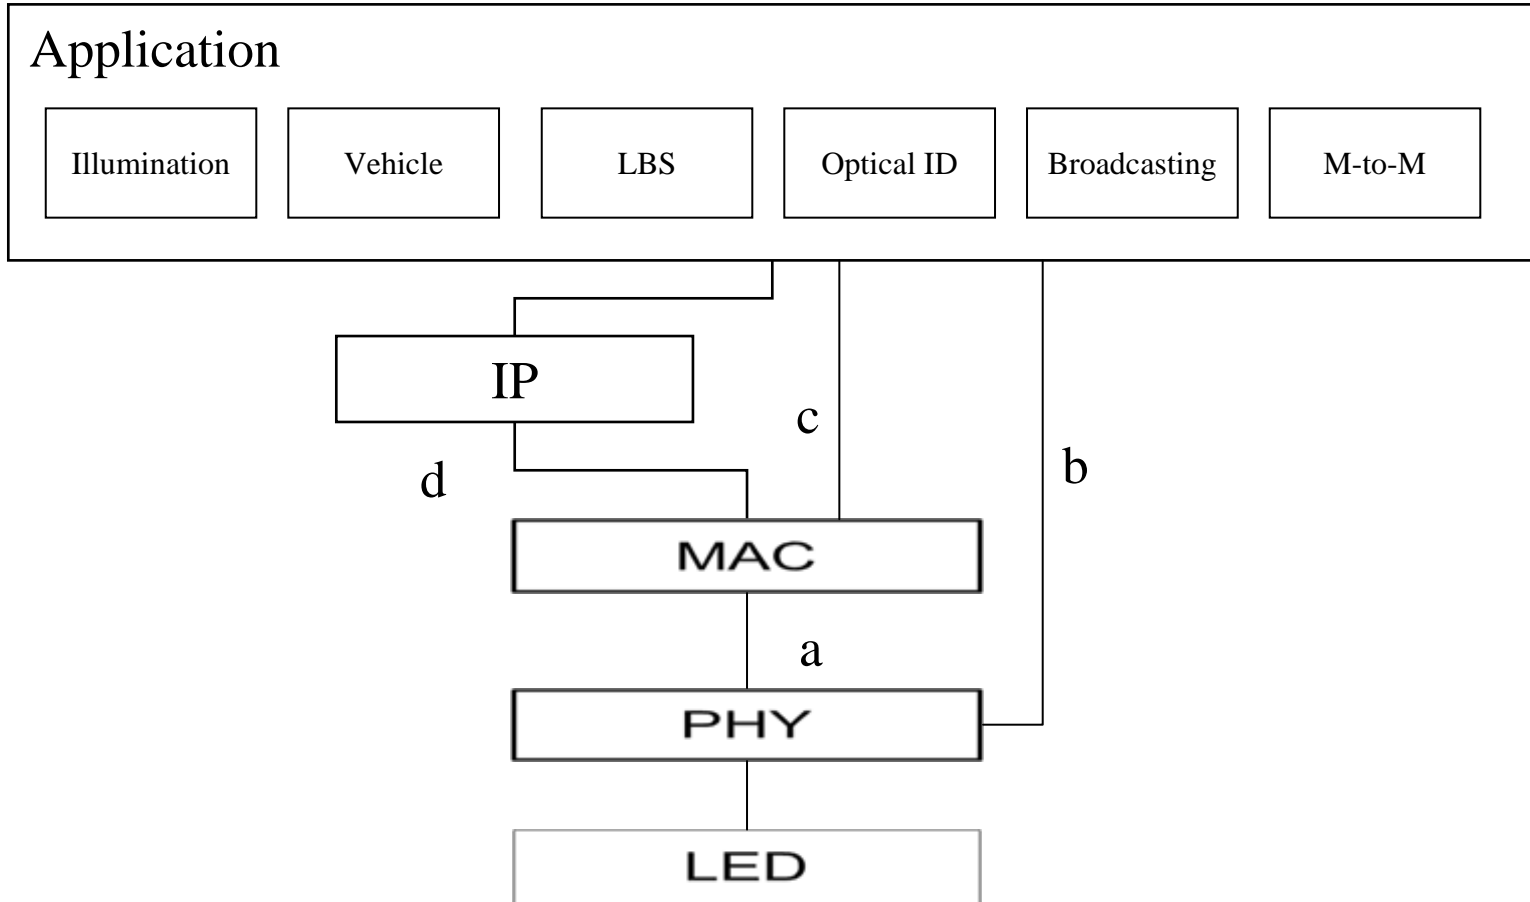 Application
Illumination
Vehicle
LBS
Optical ID
Broadcasting
M-to-M
IP
c
b
d
MAC
a
PHY
LED